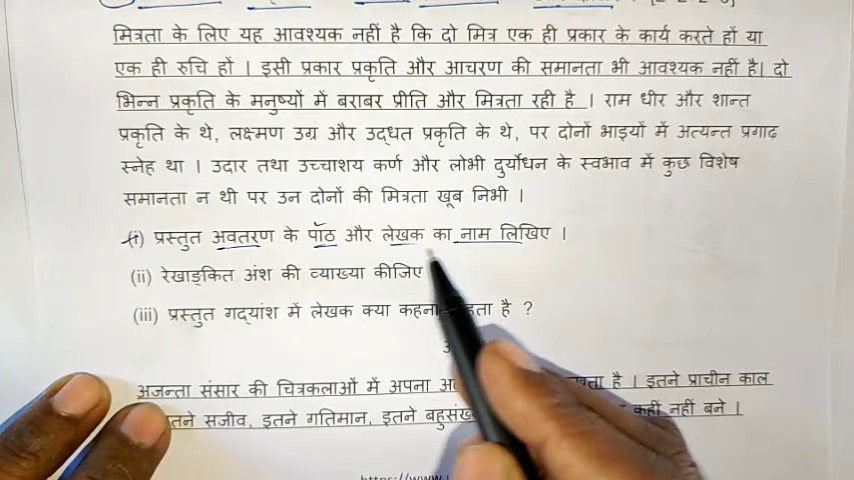 मित्रता के लिए यह आवश्यक नहीं है कि दो मित्र एक ही प्रकार के कार्य करते हों या
एक ही रुचि हों । इसी प्रकार प्रकृति और आचरण की समानता भी आवश्यक नहीं है। दो
भिन्न प्रकृति के मनुष्यों में बराबर प्रीति और मित्रता रही है । राम धीर और शान्त
प्रकृति के थे, लक्ष्मण उग्र और उद्धत प्रकृति के थे, पर दोनों भाइयों में अत्यन्त प्रगाढ़
स्नेह था । उदार तथा उच्चाशय कर्ण और लोभी दुर्योधन के स्वभाव में कुछ विशेष
समानता न थी पर उन दोनों की मित्रता खूब निभी ।
(i) प्रस्तुत अवतरण के पाठ और लेखक का नाम लिखिए ।
(ii) रेखाङ्कित अंश की व्याख्या कीजिए
(iii) प्रस्तुत गद्यांश में लेखक क्या कहना है ?
अजन्ता संसार की चित्रकलाओं में अपना है । इतने प्राचीन काल
सजीव, इतने गतिमान, इतने कहीं नहीं बने ।